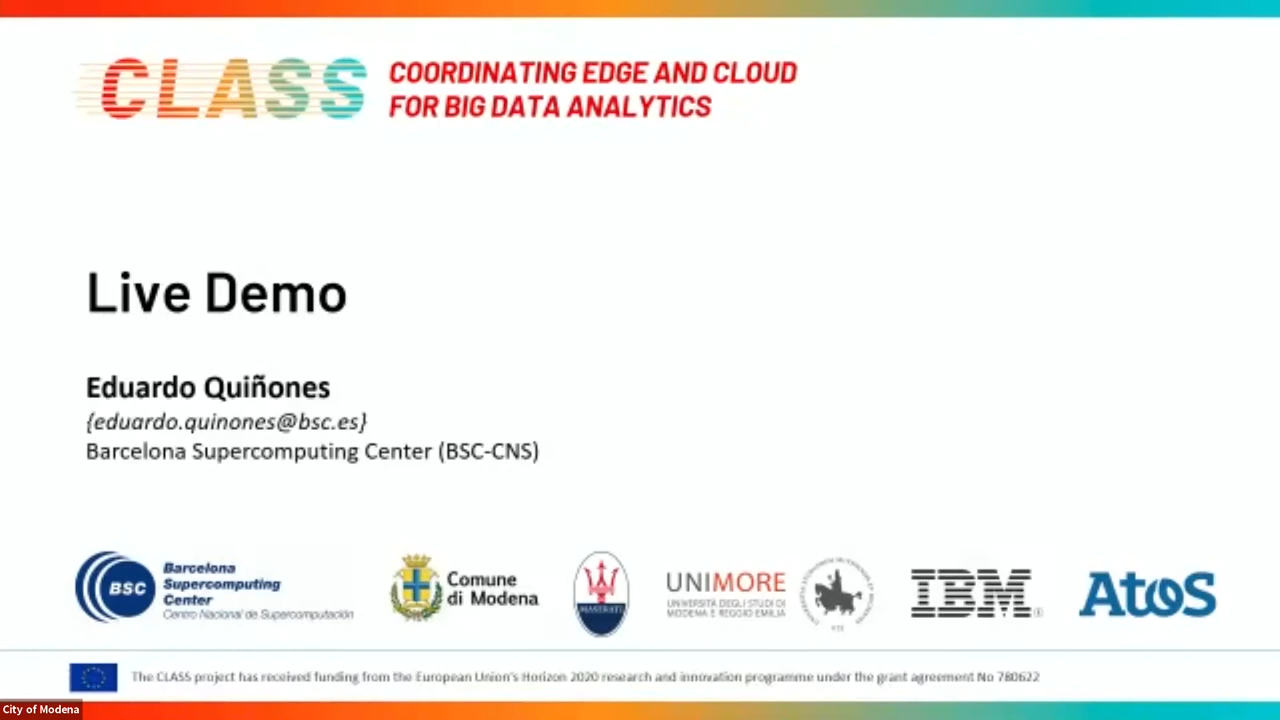 CLASS
COORDINATING EDGE AND CLOUD
FOR BIG DATA ANALYTICS
Live Demo
Eduardo Quiñones
{eduardo.quinones@bsc.es}
Barcelona Supercomputing Center (BSC-CNS)
BSC
Barcelona
Supercomputing
Center
Centro Nacional de Supercomputación
Comune
di Modena
MASERATI
UNIMORE
UNIVERSITÀ DEGLI STUDI DI
MODENA E REGGIO EMILIA
IBM
Atos
The CLASS project has received funding from the European Union's Horizon 2020 research and innovation programme under the grant agreement No 780622
City of Modena